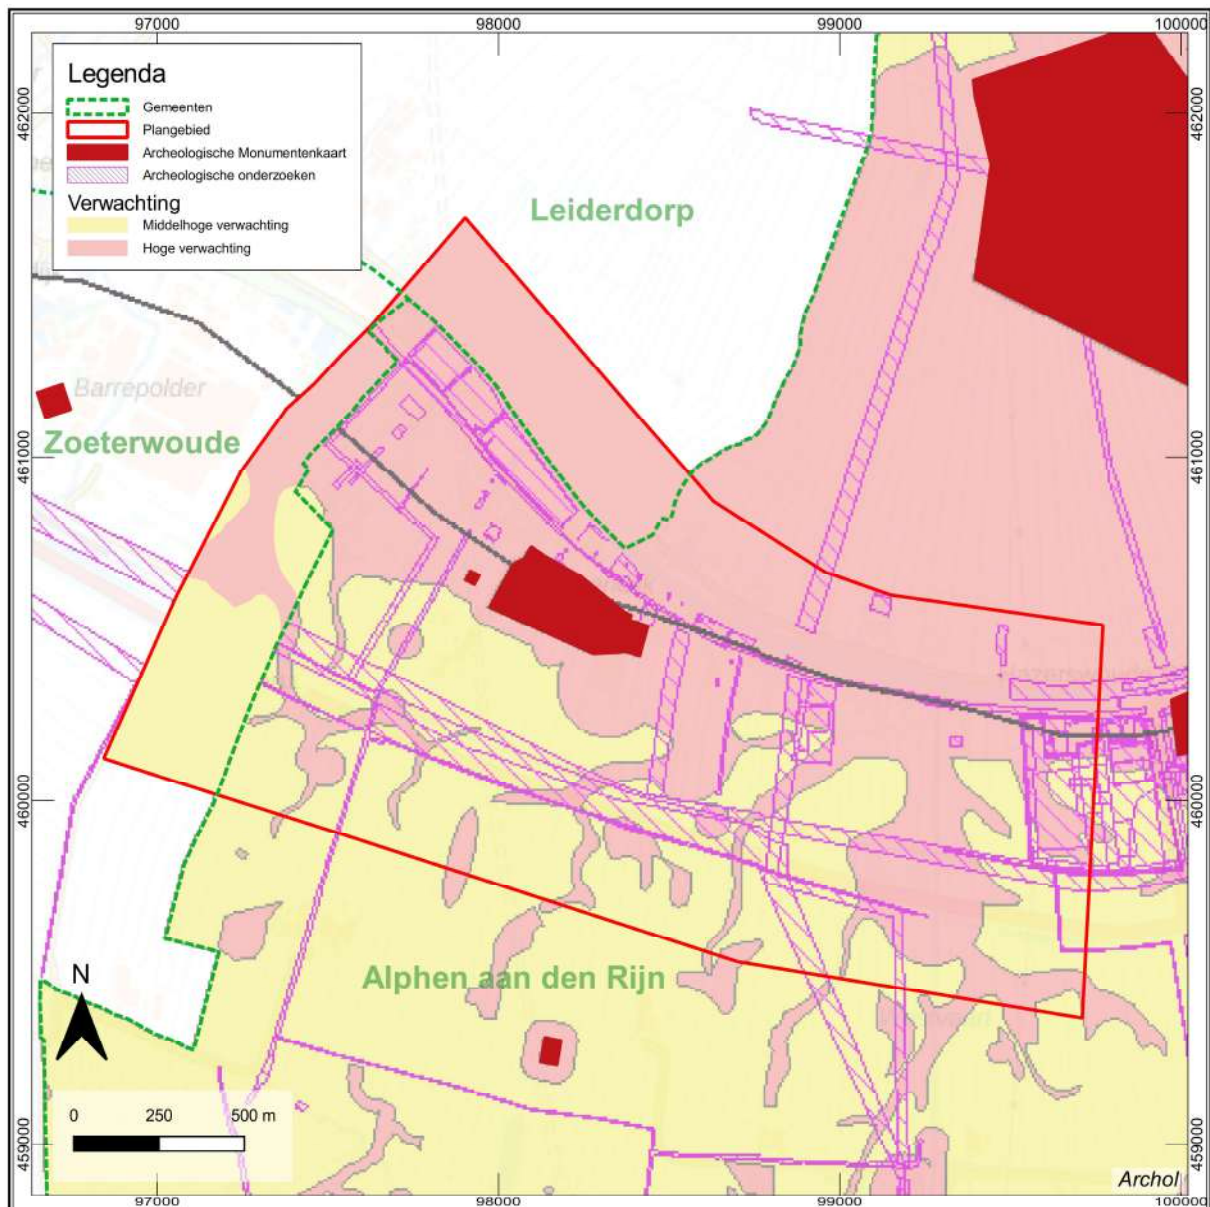 97000
98000
99000
100000
Legenda
Gemeenten
Plangebied
Archeologische Monumentenkaart
Archeologische onderzoeken
Verwachting
Middelhoge verwachting
Hoge verwachting
462000
462000
Leiderdorp
Barrepolder
Zoeterwoude
461000
461000
460000
460000
Alphen aan den Rijn
N
0 250 500 m
459000
459000
Archol
97000
98000
99000
100000